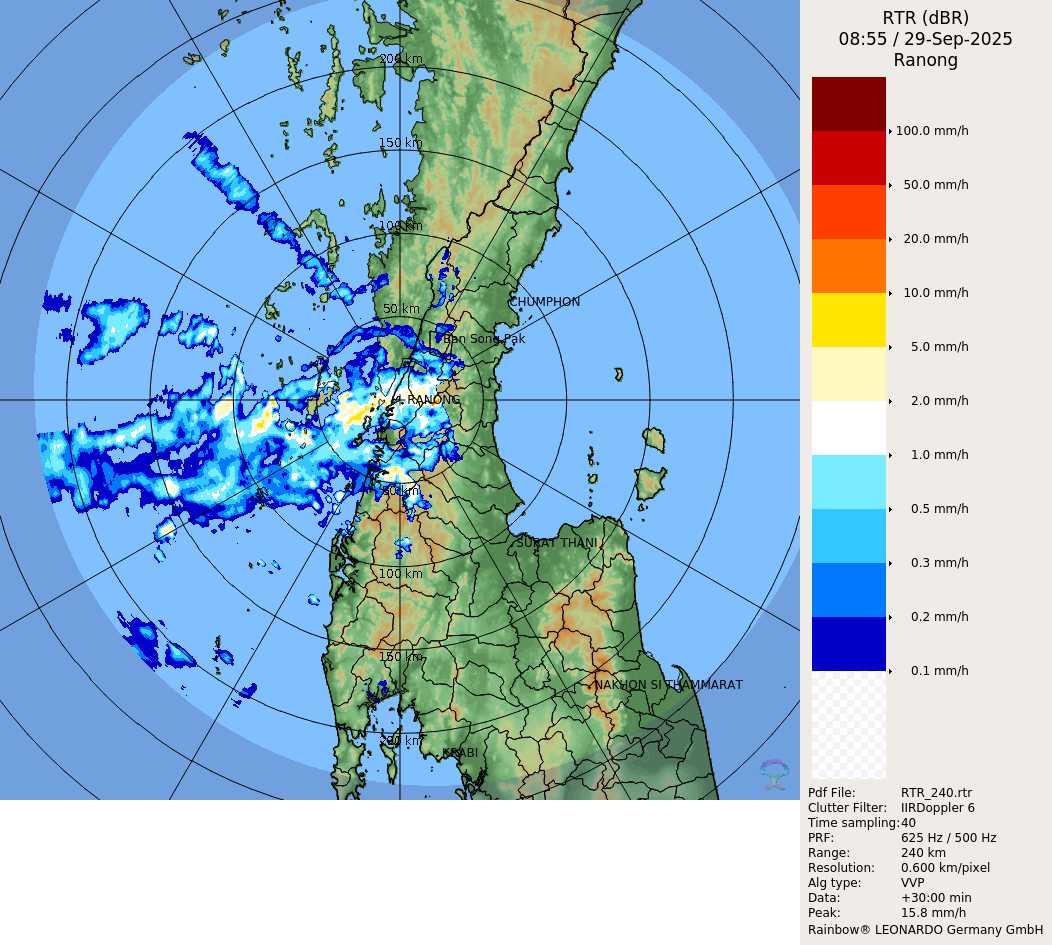 RTR (dBR)
08:55 / 29-Sep-2025
Ranong
200 km
150 km
100 km
CHUMPHON
50 km
Ban Song Pak
RANONG
50 km
SURAT THANI
100 km
150 km
NAKHON SI THAMMARAT
200 km
KRABI
100.0 mm/h
50.0 mm/h
20.0 mm/h
10.0 mm/h
5.0 mm/h
2.0 mm/h
1.0 mm/h
0.5 mm/h
0.3 mm/h
0.2 mm/h
0.1 mm/h
Pdf File: RTR_240.rtr
Clutter Filter: IIRDoppler 6
Time sampling: 40
PRF: 625 Hz / 500 Hz
Range: 240 km
Resolution: 0.600 km/pixel
Alg type: VVP
Data: +30:00 min
Peak: 15.8 mm/h
Rainbow® LEONARDO Germany GmbH